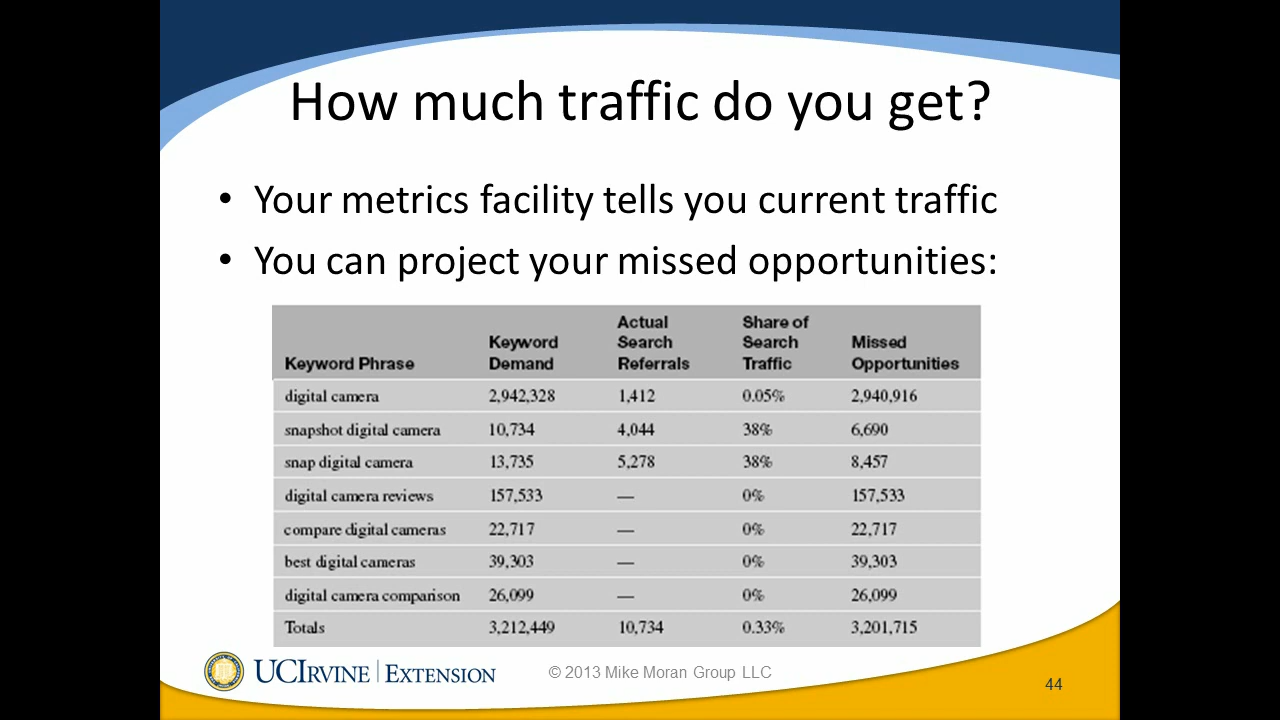 How much traffic do you get?
• Your metrics facility tells you current traffic
• You can project your missed opportunities:
Keyword Phrase Keyword Demand Actual Search Referrals Share of Search Traffic Missed Opportunities
digital camera 2,942,328 1,412 0.05% 2,940,916
snapshot digital camera 10,734 4,044 38% 6,690
snap digital camera 13,735 5,278 38% 8,457
digital camera reviews 157,533 — 0% 157,533
compare digital cameras 22,717 — 0% 22,717
best digital cameras 39,303 — 0% 39,303
digital camera comparison 26,099 — 0% 26,099
Totals 3,212,449 10,734 0.33% 3,201,715
UCIRVINE | EXTENSION
© 2013 Mike Moran Group LLC
44